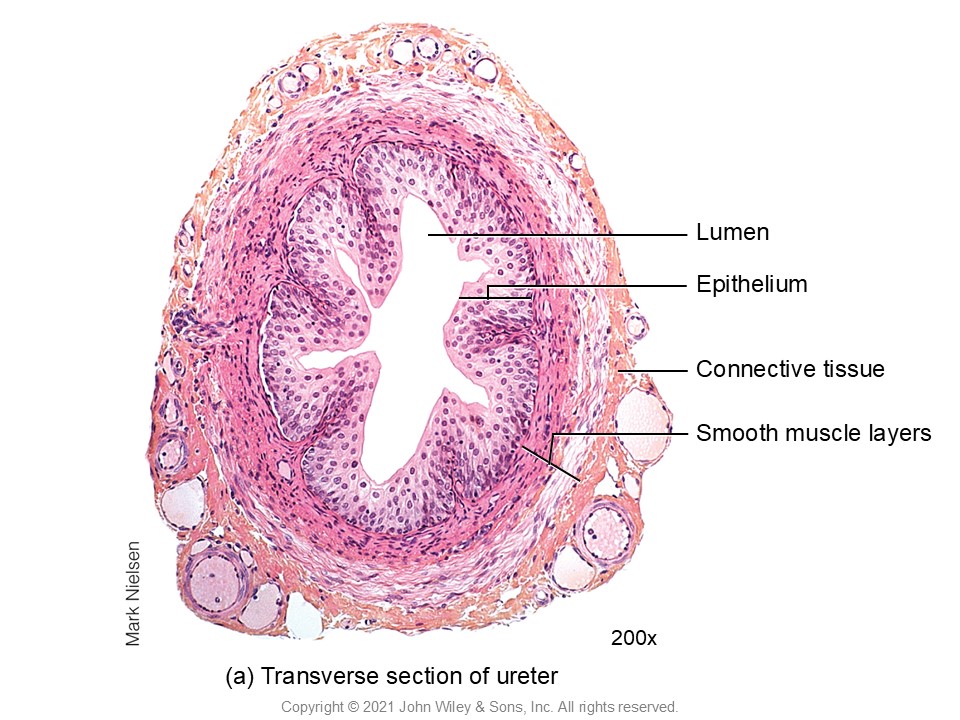 Lumen
Epithelium
Connective tissue
Smooth muscle layers
Mark Nielsen
200x
(a) Transverse section of ureter
Copyright © 2021 John Wiley & Sons, Inc. All rights reserved.